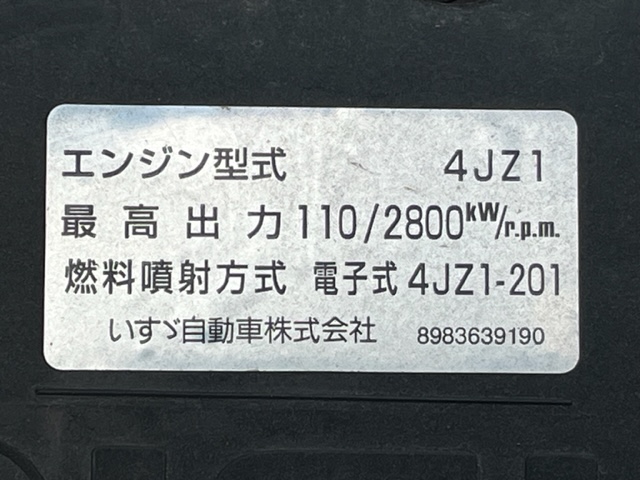 エンジン型式 4JZ1
最高出力 110/2800kW/r.p.m.
燃料噴射方式 電子式 4JZ1-201
いすゞ自動車株式会社 8983639190